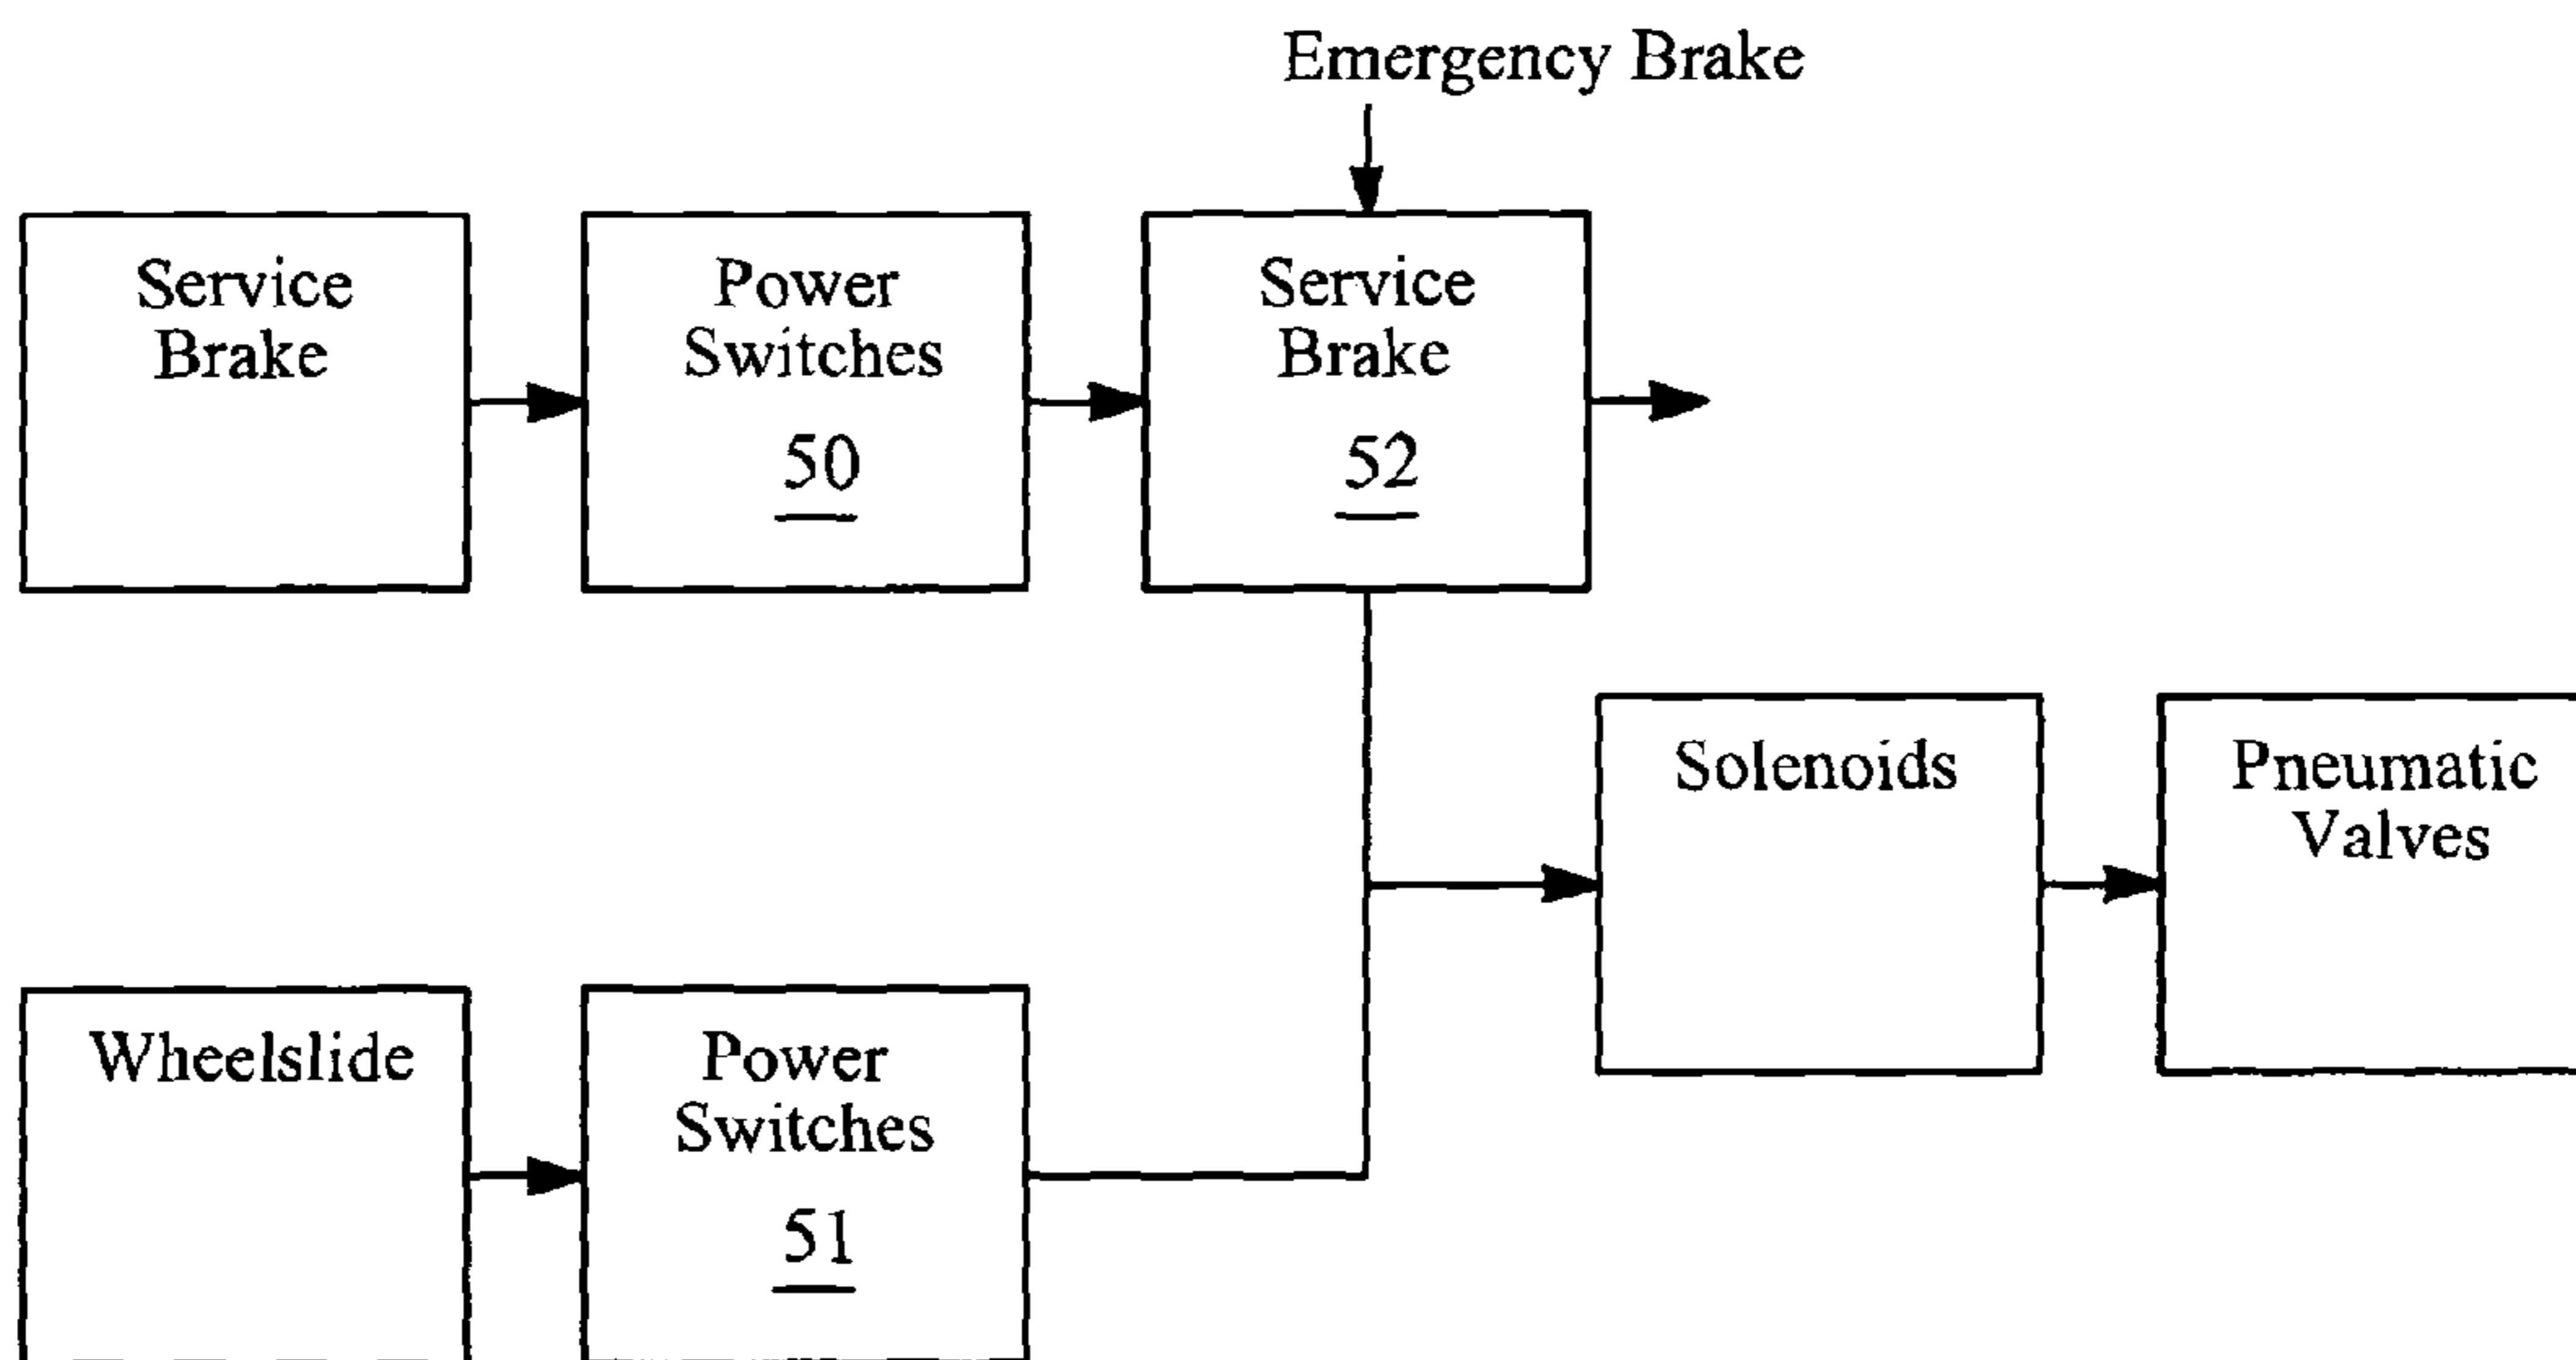 Emergency Brake
Service
Brake
Power
Switches
50
Service
Brake
52
Solenoids
Pneumatic
Valves
Wheelslide
Power
Switches
51